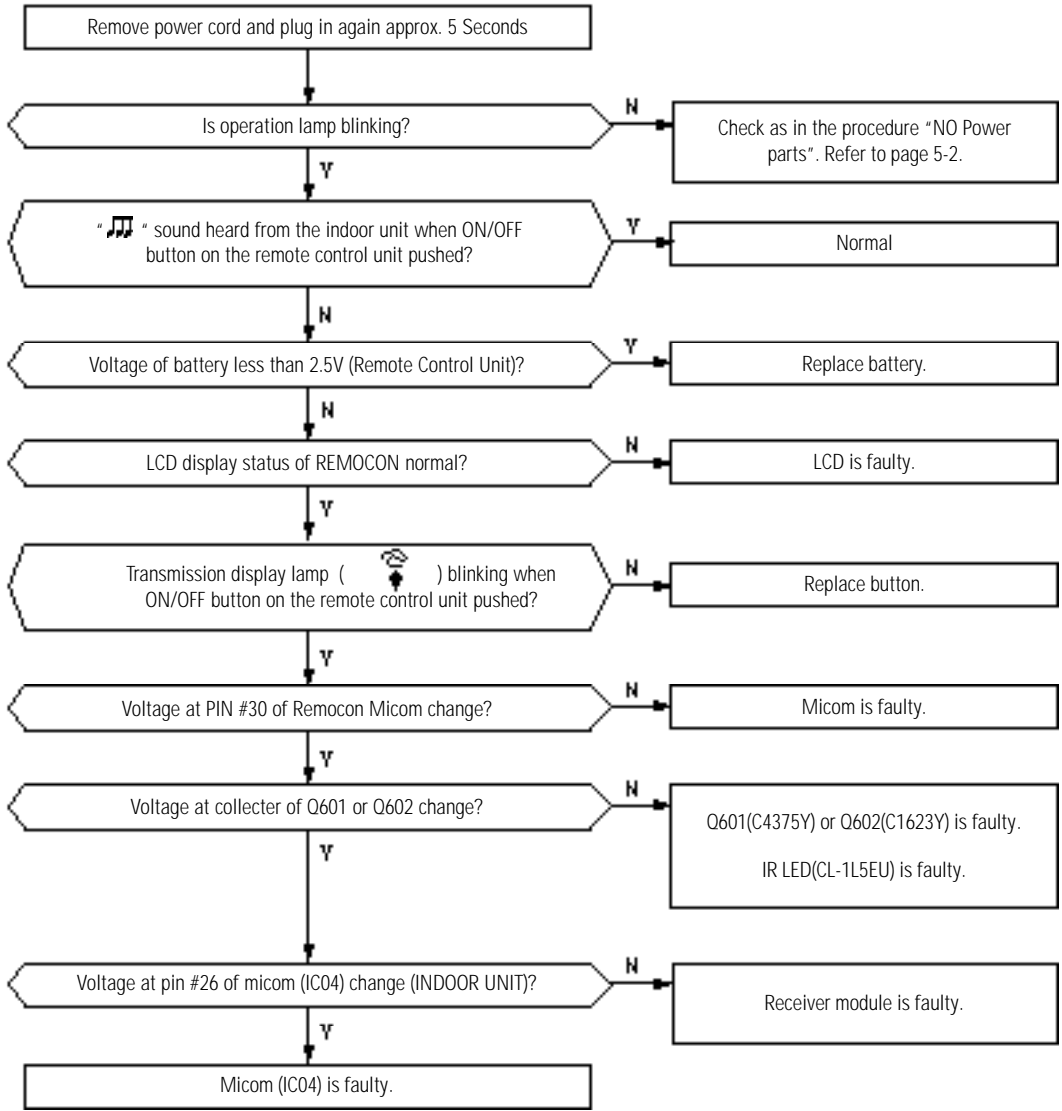 Remove power cord and plug in again approx. 5 Seconds
Is operation lamp blinking?
N
Check as in the procedure "NO Power
parts". Refer to page 5-2.
Y
" " sound heard from the indoor unit when ON/OFF
button on the remote control unit pushed?
Y
Normal
N
Voltage of battery less than 2.5V (Remote Control Unit)?
Y
Replace battery.
N
LCD display status of REMOCON normal?
N
LCD is faulty.
Y
Transmission display lamp ( ) blinking when
ON/OFF button on the remote control unit pushed?
N
Replace button.
Y
Voltage at PIN #30 of Remocon Micom change?
N
Micom is faulty.
Y
Voltage at collecter of Q601 or Q602 change?
N
Q601(C4375Y) or Q602(C1623Y) is faulty.
IR LED(CL-1L5EU) is faulty.
Y
Voltage at pin #26 of micom (IC04) change (INDOOR UNIT)?
N
Receiver module is faulty.
Y
Micom (IC04) is faulty.